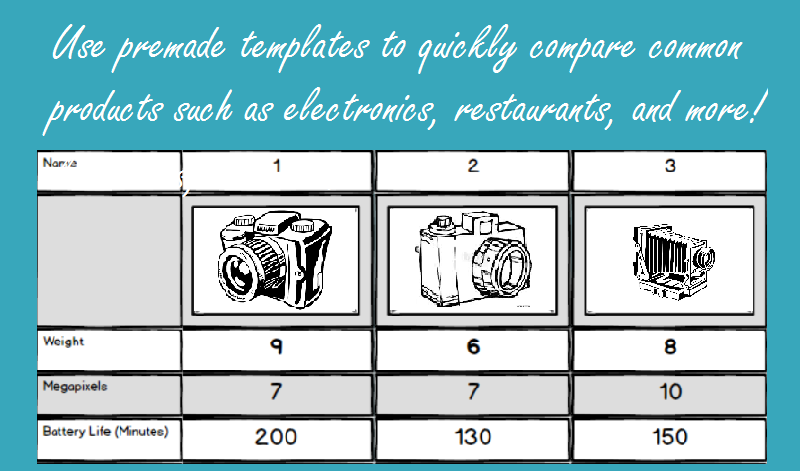 Use premade templates to quickly compare common
products such as electronics, restaurants, and more!
Name 1 2 3
Weight 9 6 8
Megapixels 7 7 10
Battery Life (Minutes) 200 130 150